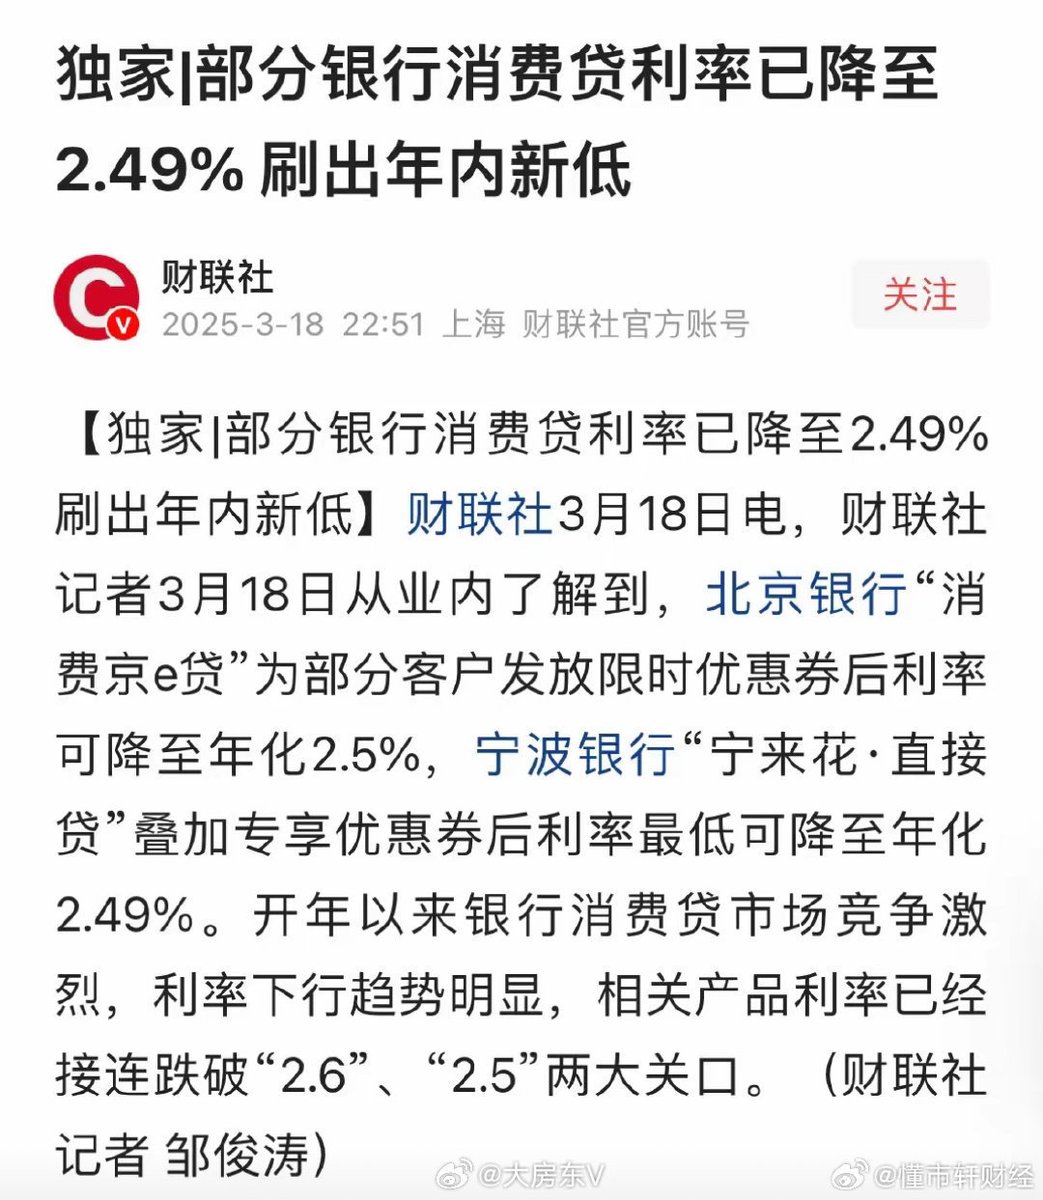 独家|部分银行消费贷利率已降至
2.49% 刷出年内新低
财联社
2025-3-18 22:51 上海 财联社官方账号
关注
【独家|部分银行消费贷利率已降至2.49%
刷出年内新低】财联社3月18日电，财联社
记者3月18日从业内了解到，北京银行“消
费京e贷”为部分客户发放限时优惠券后利率
可降至年化2.5%，宁波银行“宁来花·直接
贷”叠加专享优惠券后利率最低可降至年化
2.49%。开年以来银行消费贷市场竞争激
烈，利率下行趋势明显，相关产品利率已经
接连跌破“2.6”、“2.5”两大关口。（财联社
记者 邹俊涛）
@大房东V
@懂市轩财经